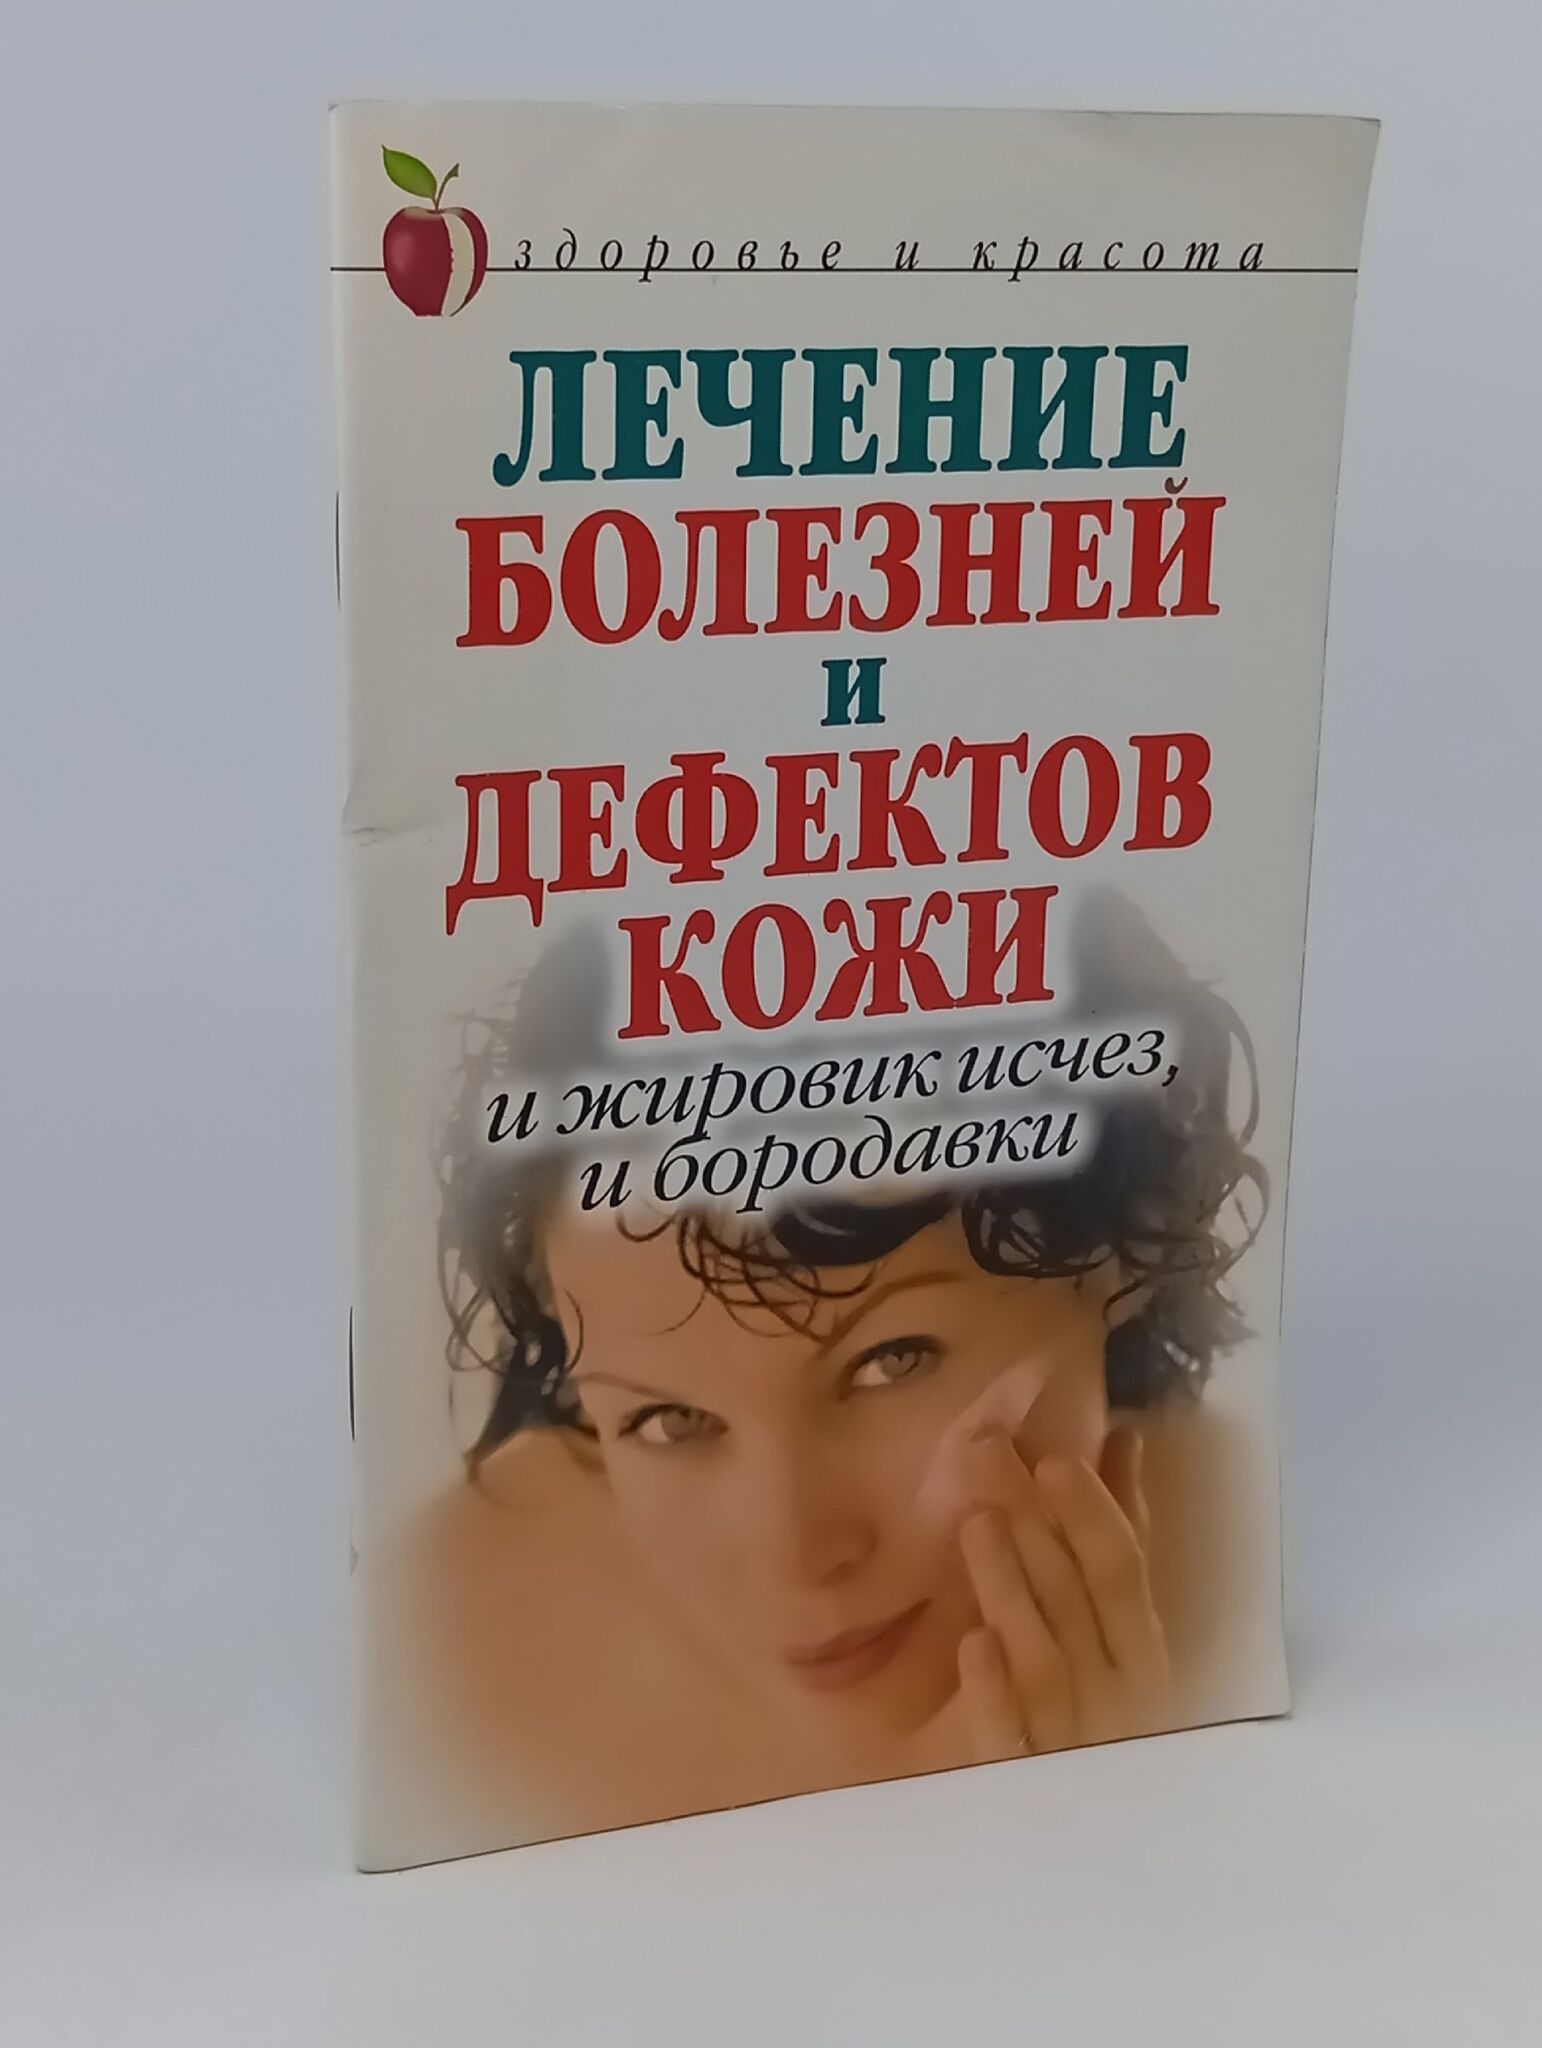 здоровье и красота
ЛЕЧЕНИЕ
БОЛЕЗНЕЙ
И
ДЕФЕКТОВ
КОЖИ
и жировик исчез,
и бородавки